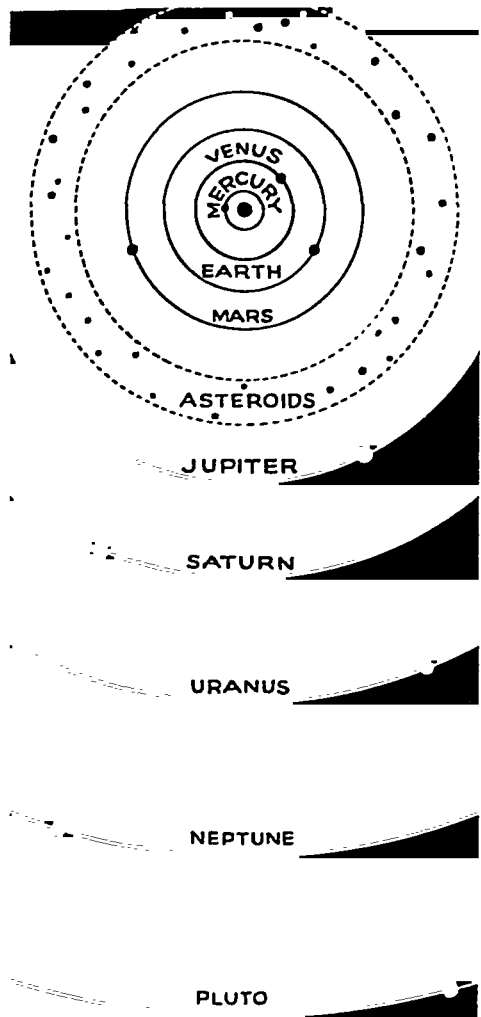 VENUS
MERCURY
EARTH
MARS
ASTEROIDS
JUPITER
SATURN
URANUS
NEPTUNE
PLUTO